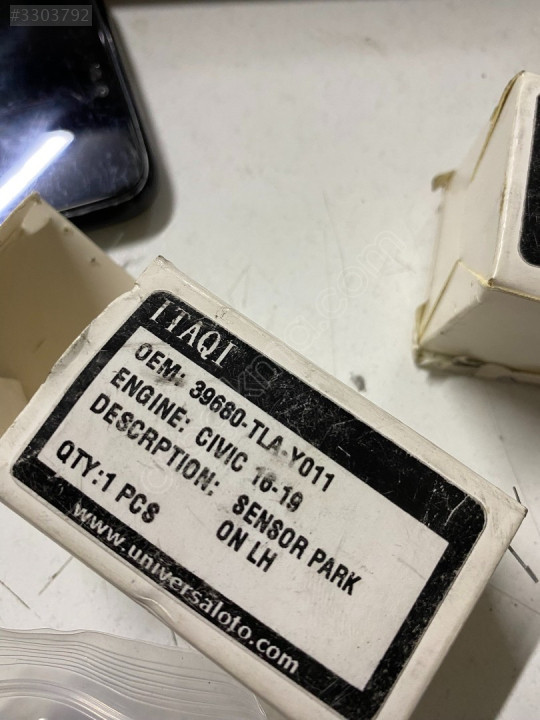 #3303792
ITAQI
OEM: 39680-TLA-Y011
ENGINE: CIVIC 16-19
DESCRPTION: SENSOR PARK
ON LH
QTY:1 PCS
www.universaloto.com